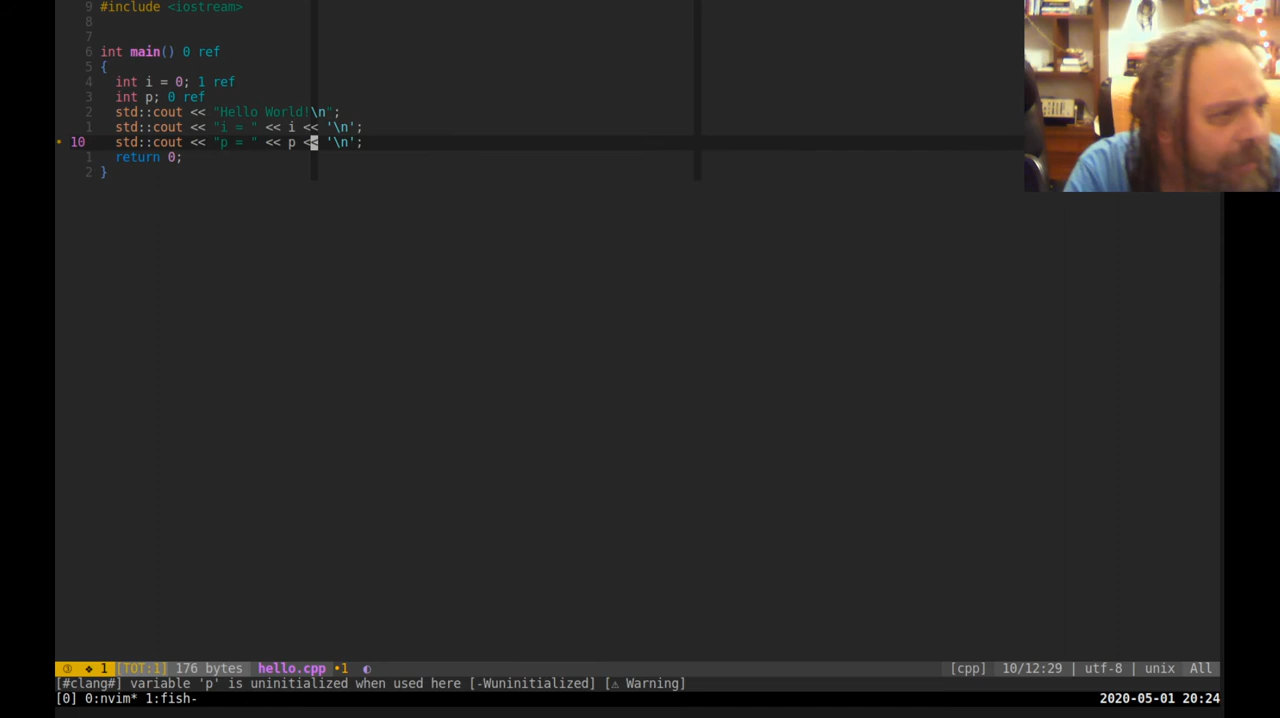 9 #include <iostream>
8
7
6 int main() 0 ref
5 {
4 int i = 0; 1 ref
3 int p; 0 ref
2 std::cout << "Hello World!\n";
1 std::cout << "i = " << i << '\n';
• 10 std::cout << "p = " << p << '\n';
1 return 0;
2 }
③ ❖ 1 [TOT:1] 176 bytes hello.cpp •1 ◐ [cpp] 10/12:29 | utf-8 | unix All
[#clang#] variable 'p' is uninitialized when used here [-Wuninitialized] [⚠ Warning]
[0] 0:nvim* 1:fish- 2020-05-01 20:24